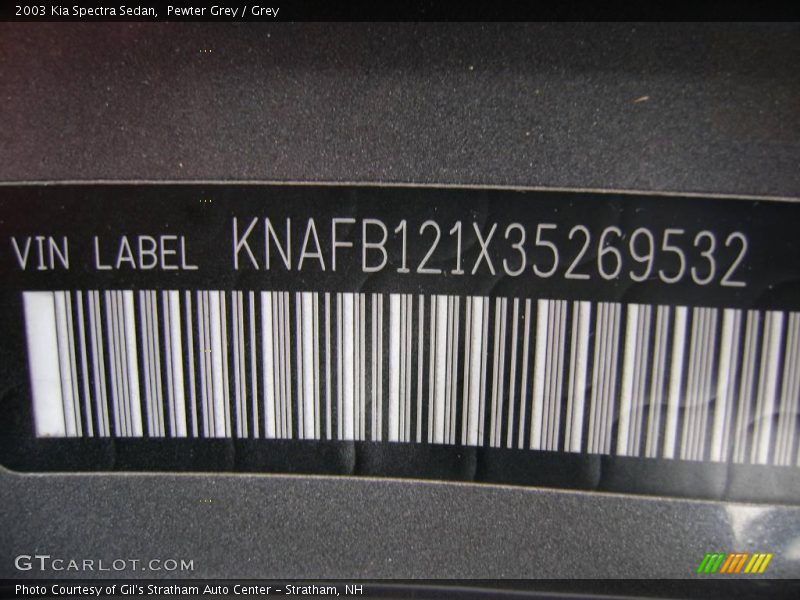 2003 Kia Spectra Sedan,  Pewter Grey / Grey
VIN LABEL KNAFB121X35269532
GTCARLOT.COM
Photo Courtesy of Gil's Stratham Auto Center - Stratham, NH